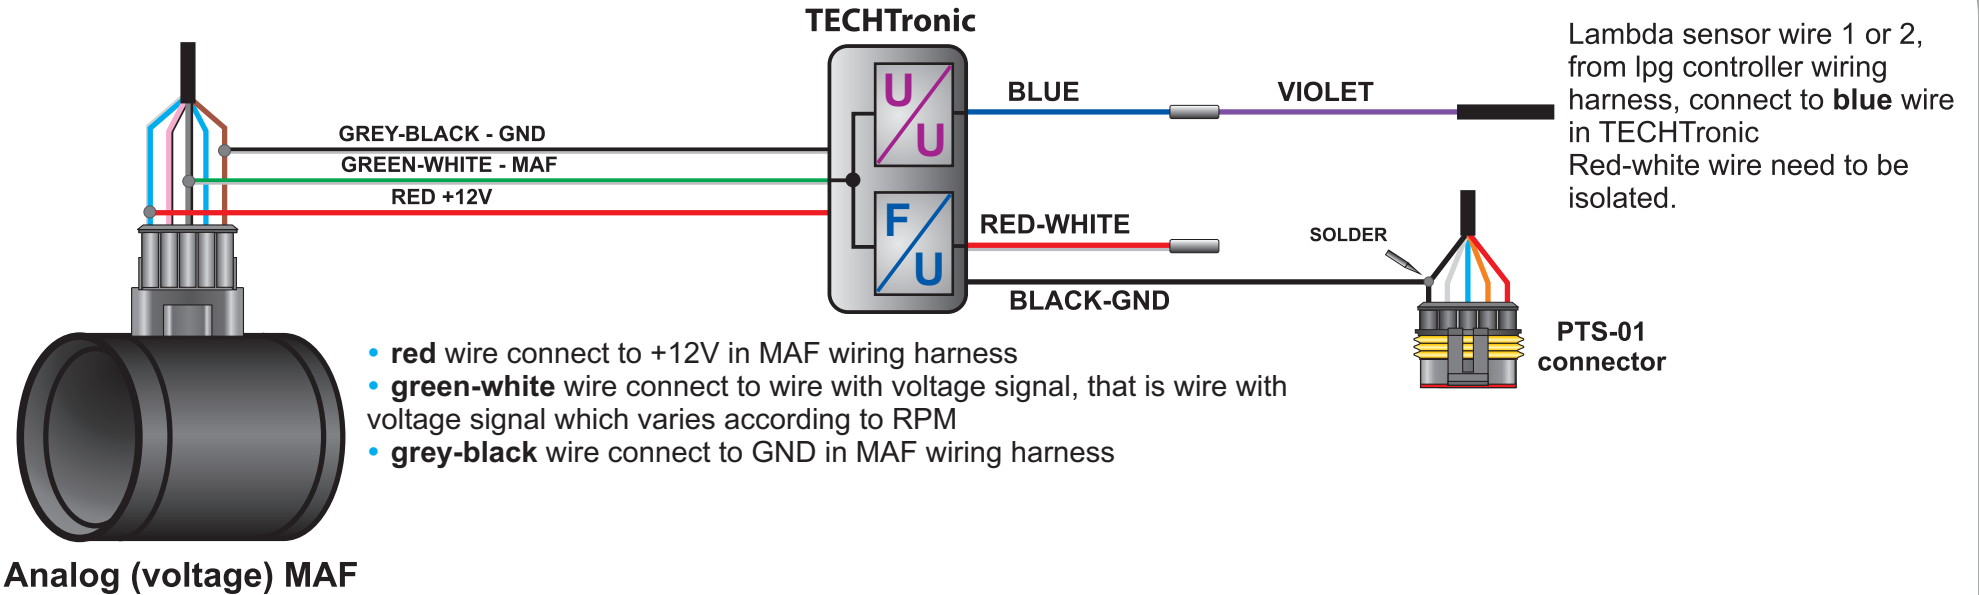 TECHTronic
Lambda sensor wire 1 or 2,
from lpg controller wiring
harness, connect to blue wire
in TECHTronic
Red-white wire need to be
isolated.
U
U
BLUE
VIOLET
GREY-BLACK - GND
GREEN-WHITE - MAF
RED +12V
F
U
RED-WHITE
SOLDER
BLACK-GND
PTS-01
connector
• red wire connect to +12V in MAF wiring harness
• green-white wire connect to wire with voltage signal, that is wire with
voltage signal which varies according to RPM
• grey-black wire connect to GND in MAF wiring harness
Analog (voltage) MAF